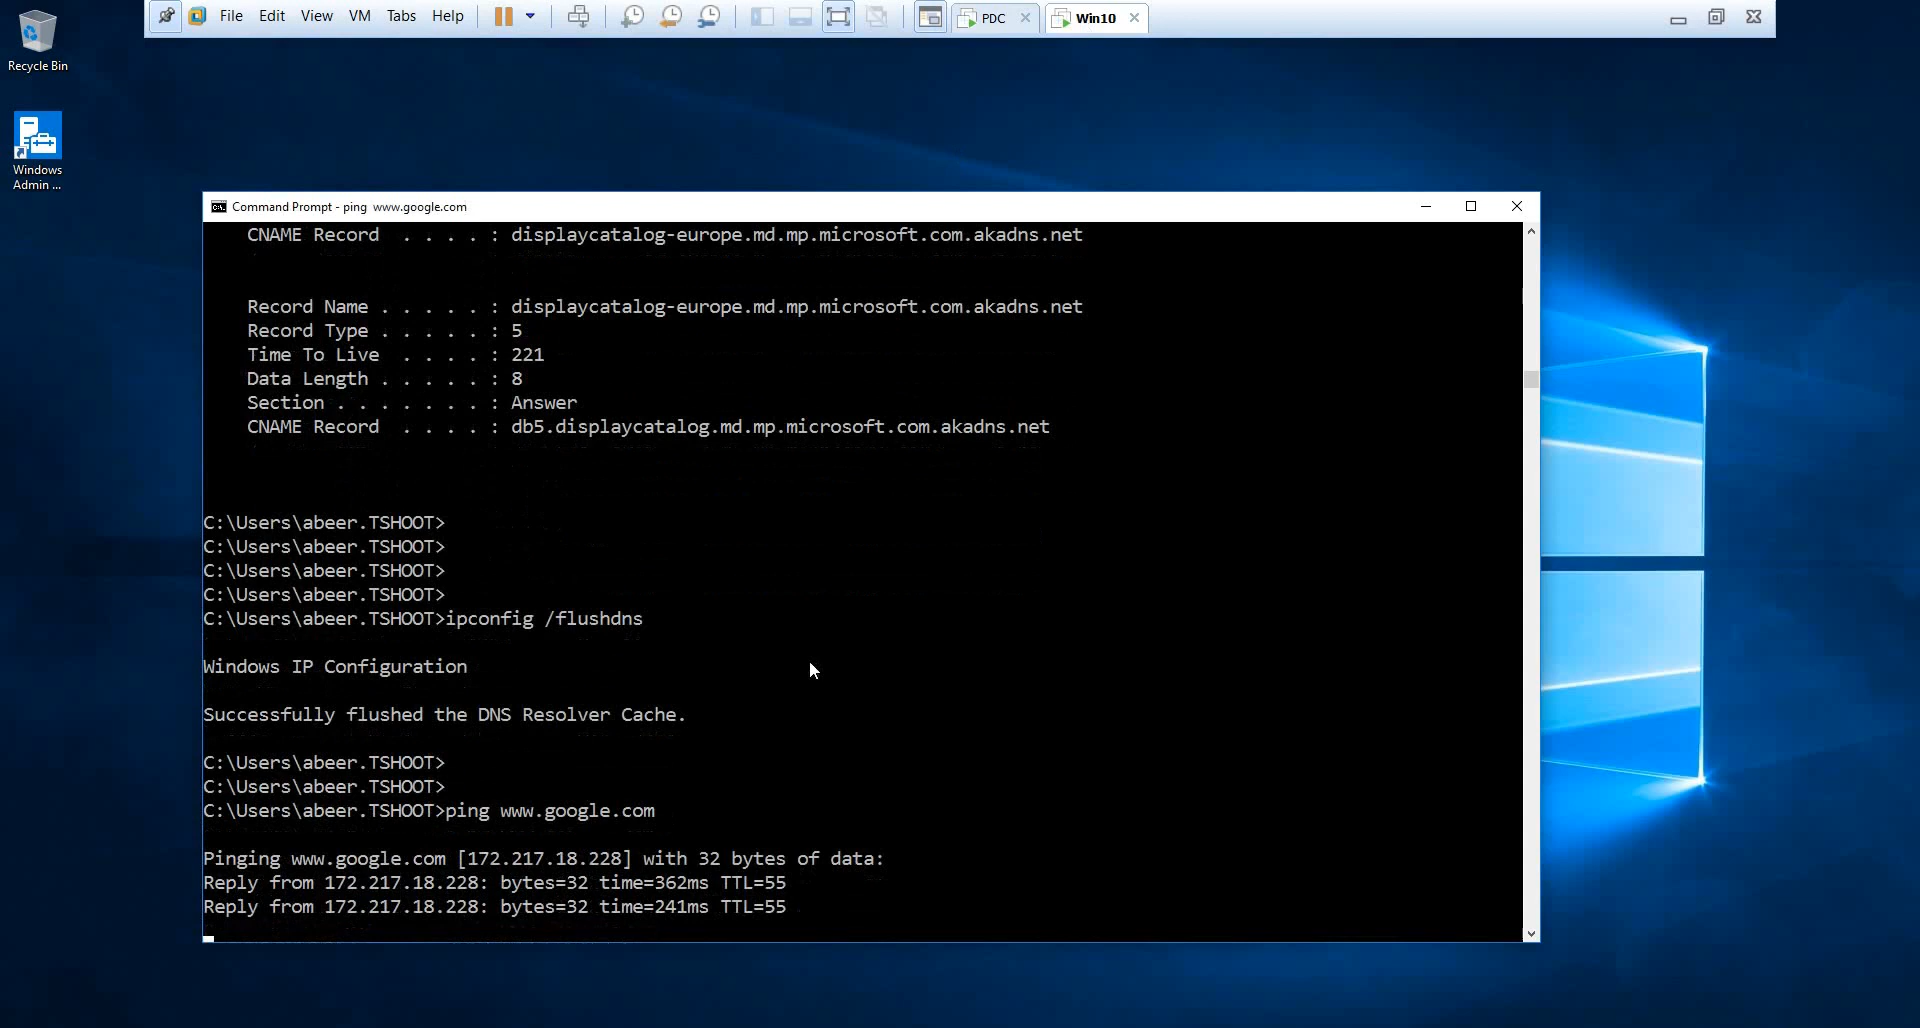 File Edit View VM Tabs Help
PDC
Win10
Recycle Bin
Windows
Admin ...
Command Prompt - ping www.google.com
CNAME Record . . . . . : displaycatalog-europe.md.mp.microsoft.com.akadns.net
Record Name . . . . . : displaycatalog-europe.md.mp.microsoft.com.akadns.net
Record Type . . . . . : 5
Time To Live . . . . : 221
Data Length . . . . . : 8
Section . . . . . . . : Answer
CNAME Record . . . . : db5.displaycatalog.md.mp.microsoft.com.akadns.net
C:\Users\abeer.TSHOOT>
C:\Users\abeer.TSHOOT>
C:\Users\abeer.TSHOOT>
C:\Users\abeer.TSHOOT>
C:\Users\abeer.TSHOOT>ipconfig /flushdns
Windows IP Configuration
Successfully flushed the DNS Resolver Cache.
C:\Users\abeer.TSHOOT>
C:\Users\abeer.TSHOOT>
C:\Users\abeer.TSHOOT>ping www.google.com
Pinging www.google.com [172.217.18.228] with 32 bytes of data:
Reply from 172.217.18.228: bytes=32 time=362ms TTL=55
Reply from 172.217.18.228: bytes=32 time=241ms TTL=55